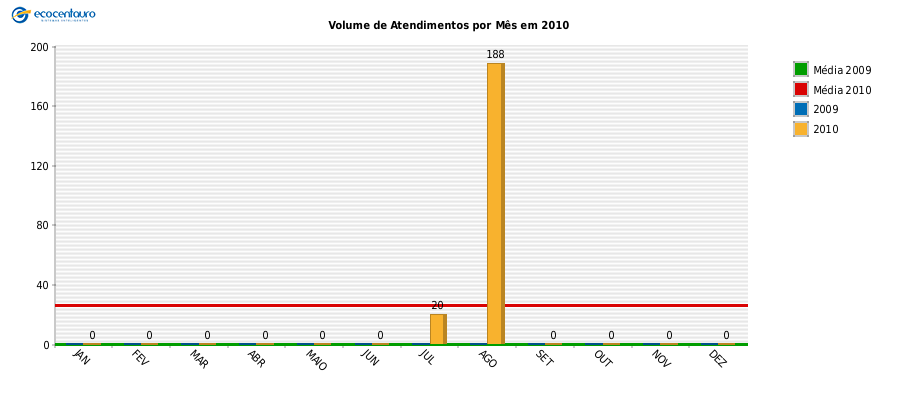 ecocentauro
Volume de Atendimentos por Mês em 2010
200
160
120
80
40
0
188
20
0
0
0
0
0
0
0
0
0
0
JAN
FEV
MAR
ABR
MAIO
JUN
JUL
AGO
SET
OUT
NOV
DEZ
Média 2009
Média 2010
2009
2010